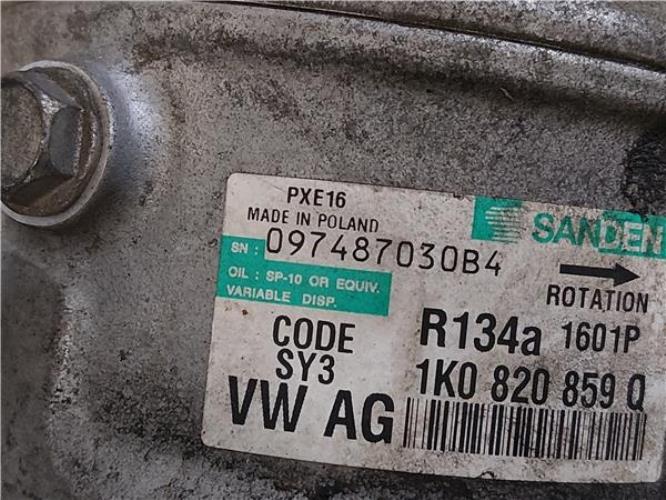 PXE16
MADE IN POLAND
SANDEN
SN : 097487030B4
OIL : SP-10 OR EQUIV.
VARIABLE DISP.
ROTATION
CODE
SY3
R134a 1601P
1K0 820 859 Q
VW AG